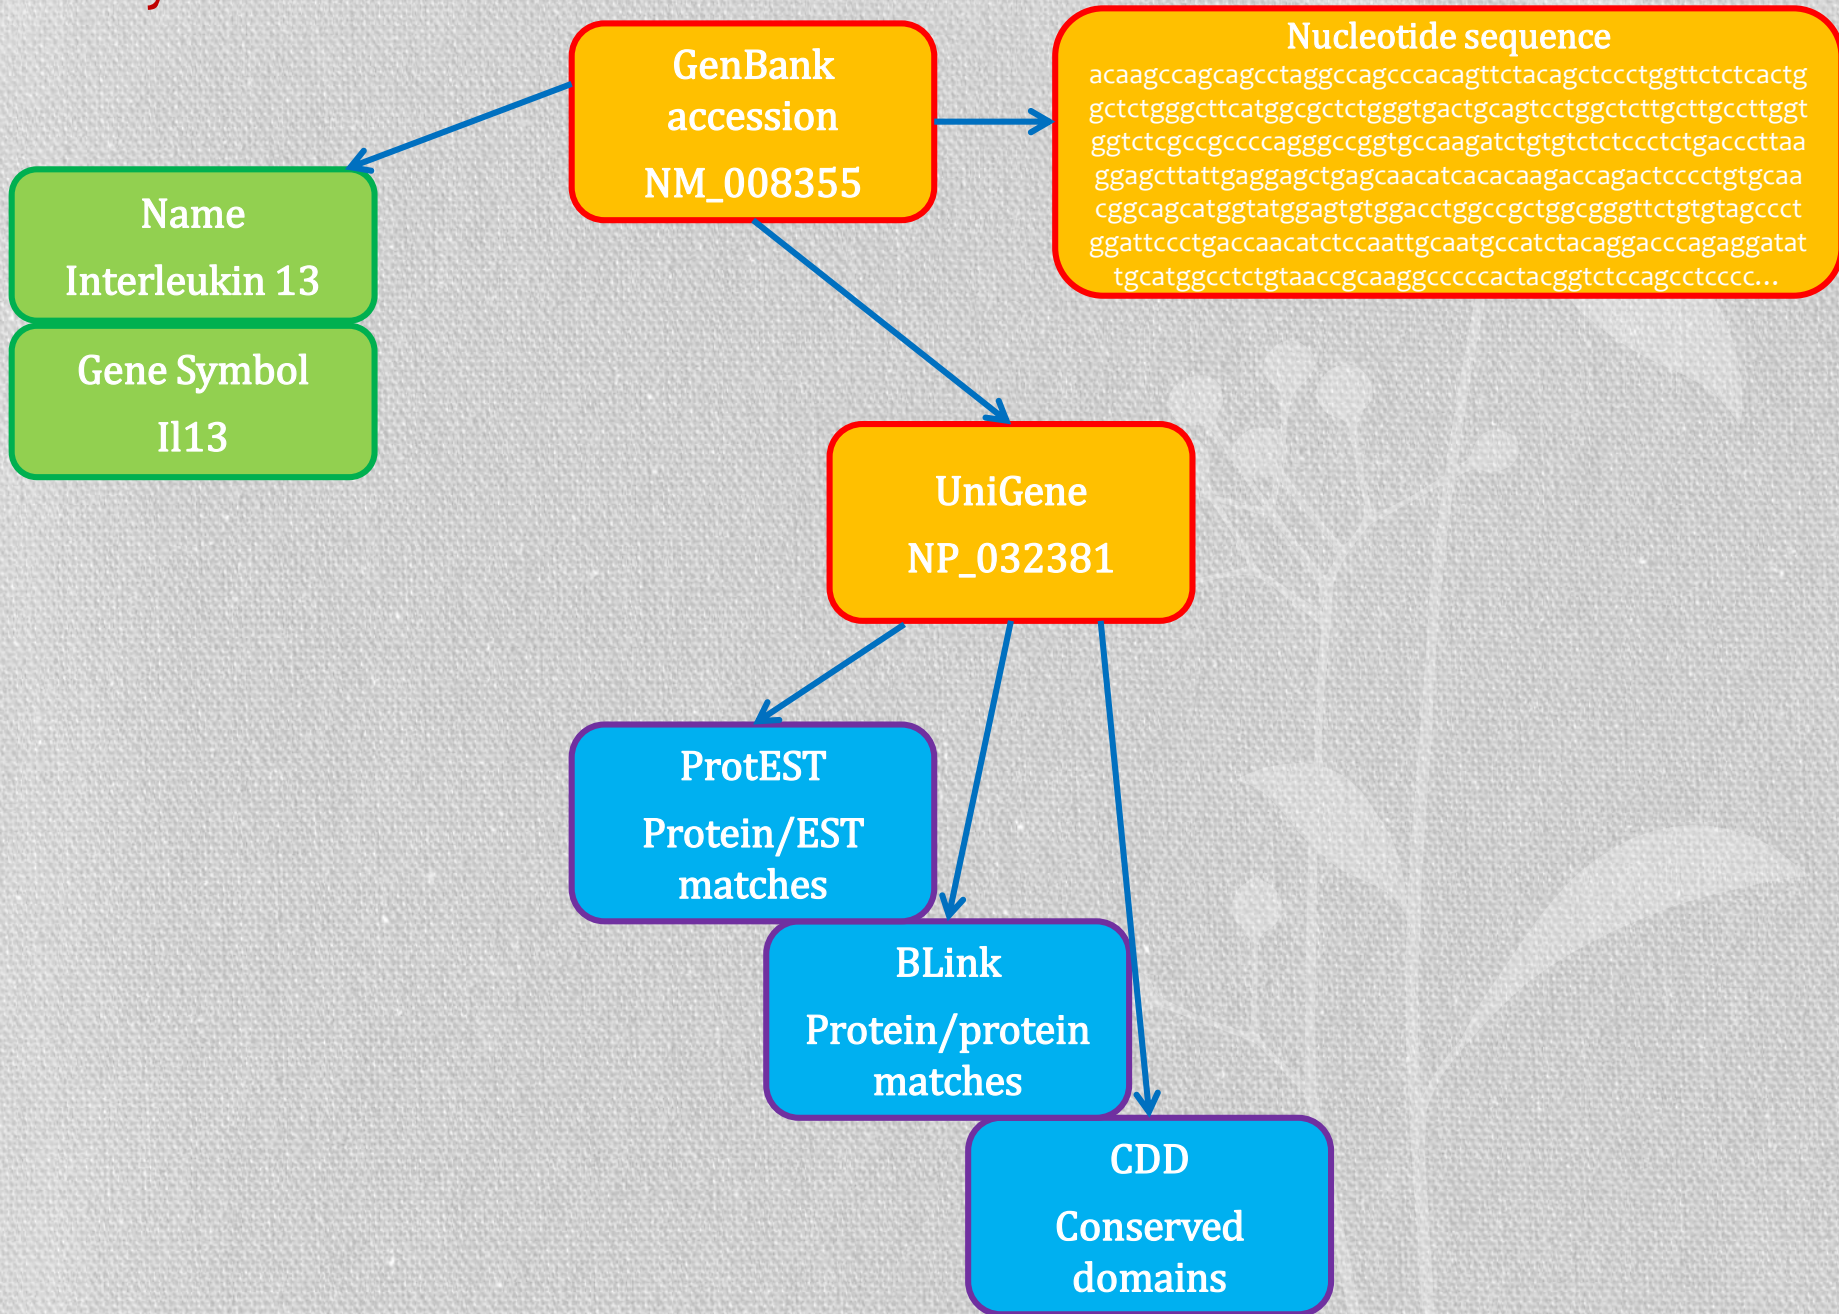 GenBank
accession
NM_008355
Nucleotide sequence
acaagccagcagcctaggccagcccacagttctacagctccctggttctctcactg
gctctgggcttcatggcgctctgggtgactgcagtcctggctcttgcttgccttggt
ggtctcgccgccccagggccggtgccaagatctgtgtctctccctctgacccttaa
ggagcttattgaggagctgagcaacatcacacaagaccagactcccctgtgcaa
cggcagcatggtatggagtgtggacctggccgctggcgggttctgtgtagccct
ggattccctgaccaacatctccaattgcaatgccatctacaggacccagaggatat
tgcatggcctctgtaaccgcaaggcccccactacggtctccagcctcccc...
Name
Interleukin 13
Gene Symbol
Il13
UniGene
NP_032381
ProtEST
Protein/EST
matches
BLink
Protein/protein
matches
CDD
Conserved
domains